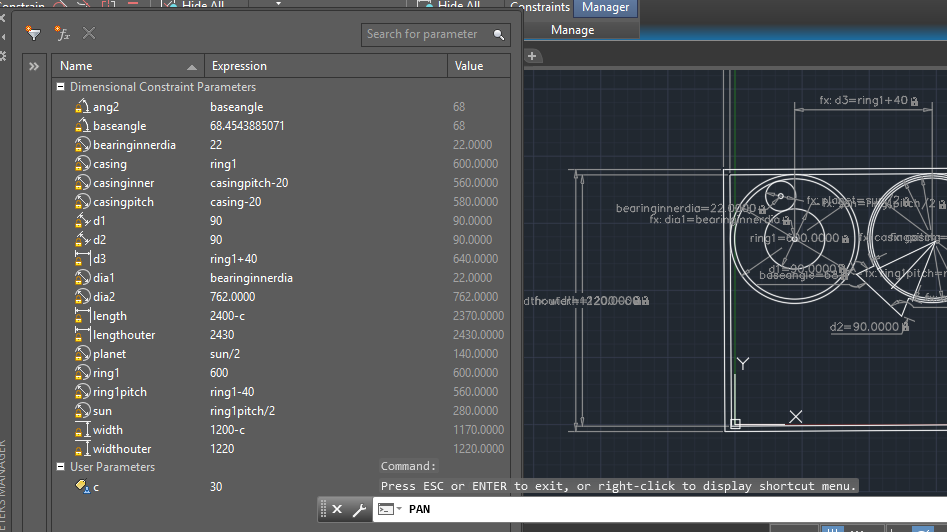 Constrain
Hide All
Hide All
Constraints
Manager
Manage
Search for parameter
Name Expression Value
Dimensional Constraint Parameters
ang2 baseangle 68
baseangle 68.4543885071 68
bearinginnerdia 22 22.0000
casing ring1 600.0000
casinginner casingpitch-20 560.0000
casingpitch casing-20 580.0000
d1 90 90.0000
d2 90 90.0000
d3 ring1+40 640.0000
dia1 bearinginnerdia 22.0000
dia2 762.0000 762.0000
length 2400-c 2370.0000
lengthouter 2430 2430.0000
planet sun/2 140.0000
ring1 600 600.0000
ring1pitch ring1-40 560.0000
sun ring1pitch/2 280.0000
width 1200-c 1170.0000
widthouter 1220 1220.0000
User Parameters
c 30
fx: d3=ring1+40
bearinginnerdia=22.0000
fx: dia1=bearinginnerdia
ring1=600.0000
d1=90.0000
baseangle=68
fx: ring1pitch=r
d2=90.0000
Y
X
Command:
Press ESC or ENTER to exit, or right-click to display shortcut menu.
PAN